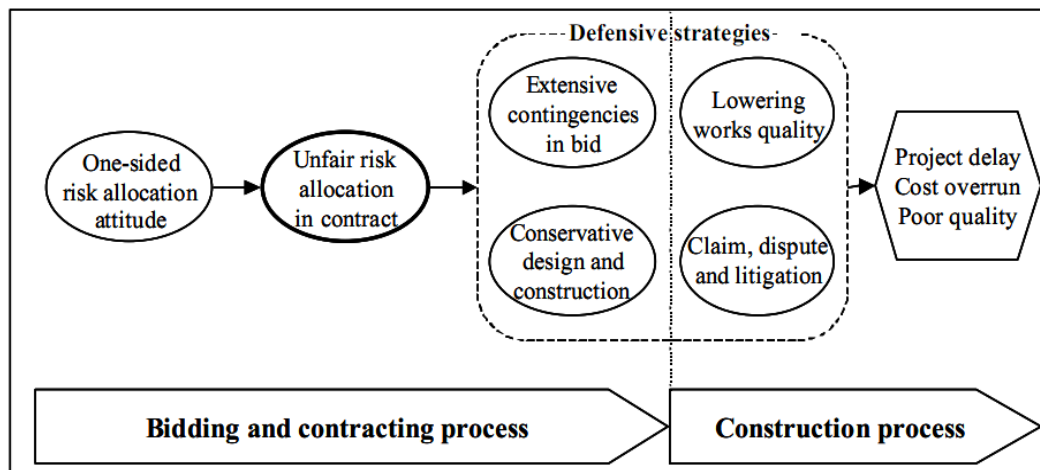 Defensive strategies
One-sided
risk allocation
attitude
Unfair risk
allocation
in contract
Extensive
contingencies
in bid
Lowering
works quality
Conservative
design and
construction
Claim, dispute
and litigation
Project delay
Cost overrun
Poor quality
Bidding and contracting process
Construction process